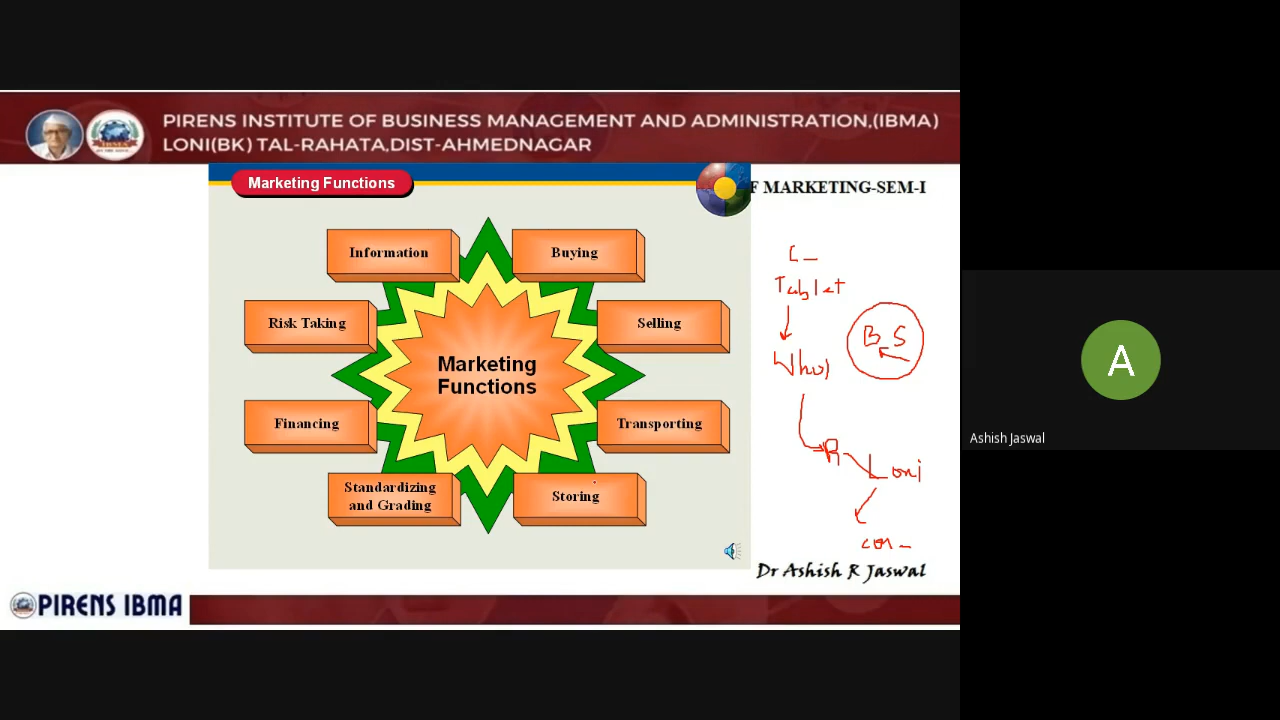 PIRENS INSTITUTE OF BUSINESS MANAGEMENT AND ADMINISTRATION,(IBMA)
LONI(BK) TAL-RAHATA,DIST-AHMEDNAGAR
Marketing Functions
F MARKETING-SEM-I
Information
Buying
Risk Taking
Selling
Marketing
Functions
Financing
Transporting
Standardizing
and Grading
Storing
Tablet
B S
R
Loni
Dr Ashish R Jaswal
PIRENS IBMA
A
Ashish Jaswal